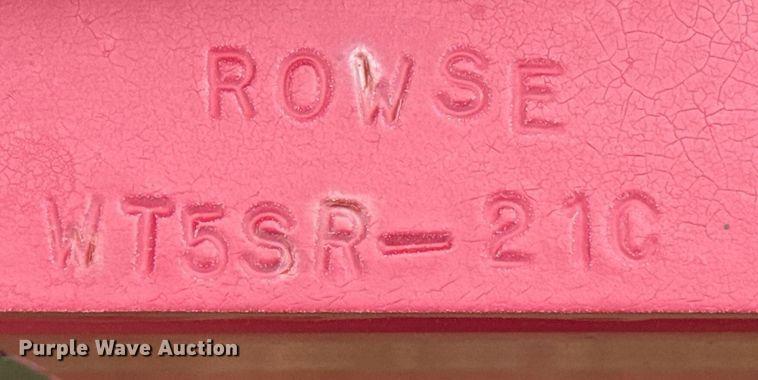 ROWSE
WT5SR-21C
Purple Wave Auction